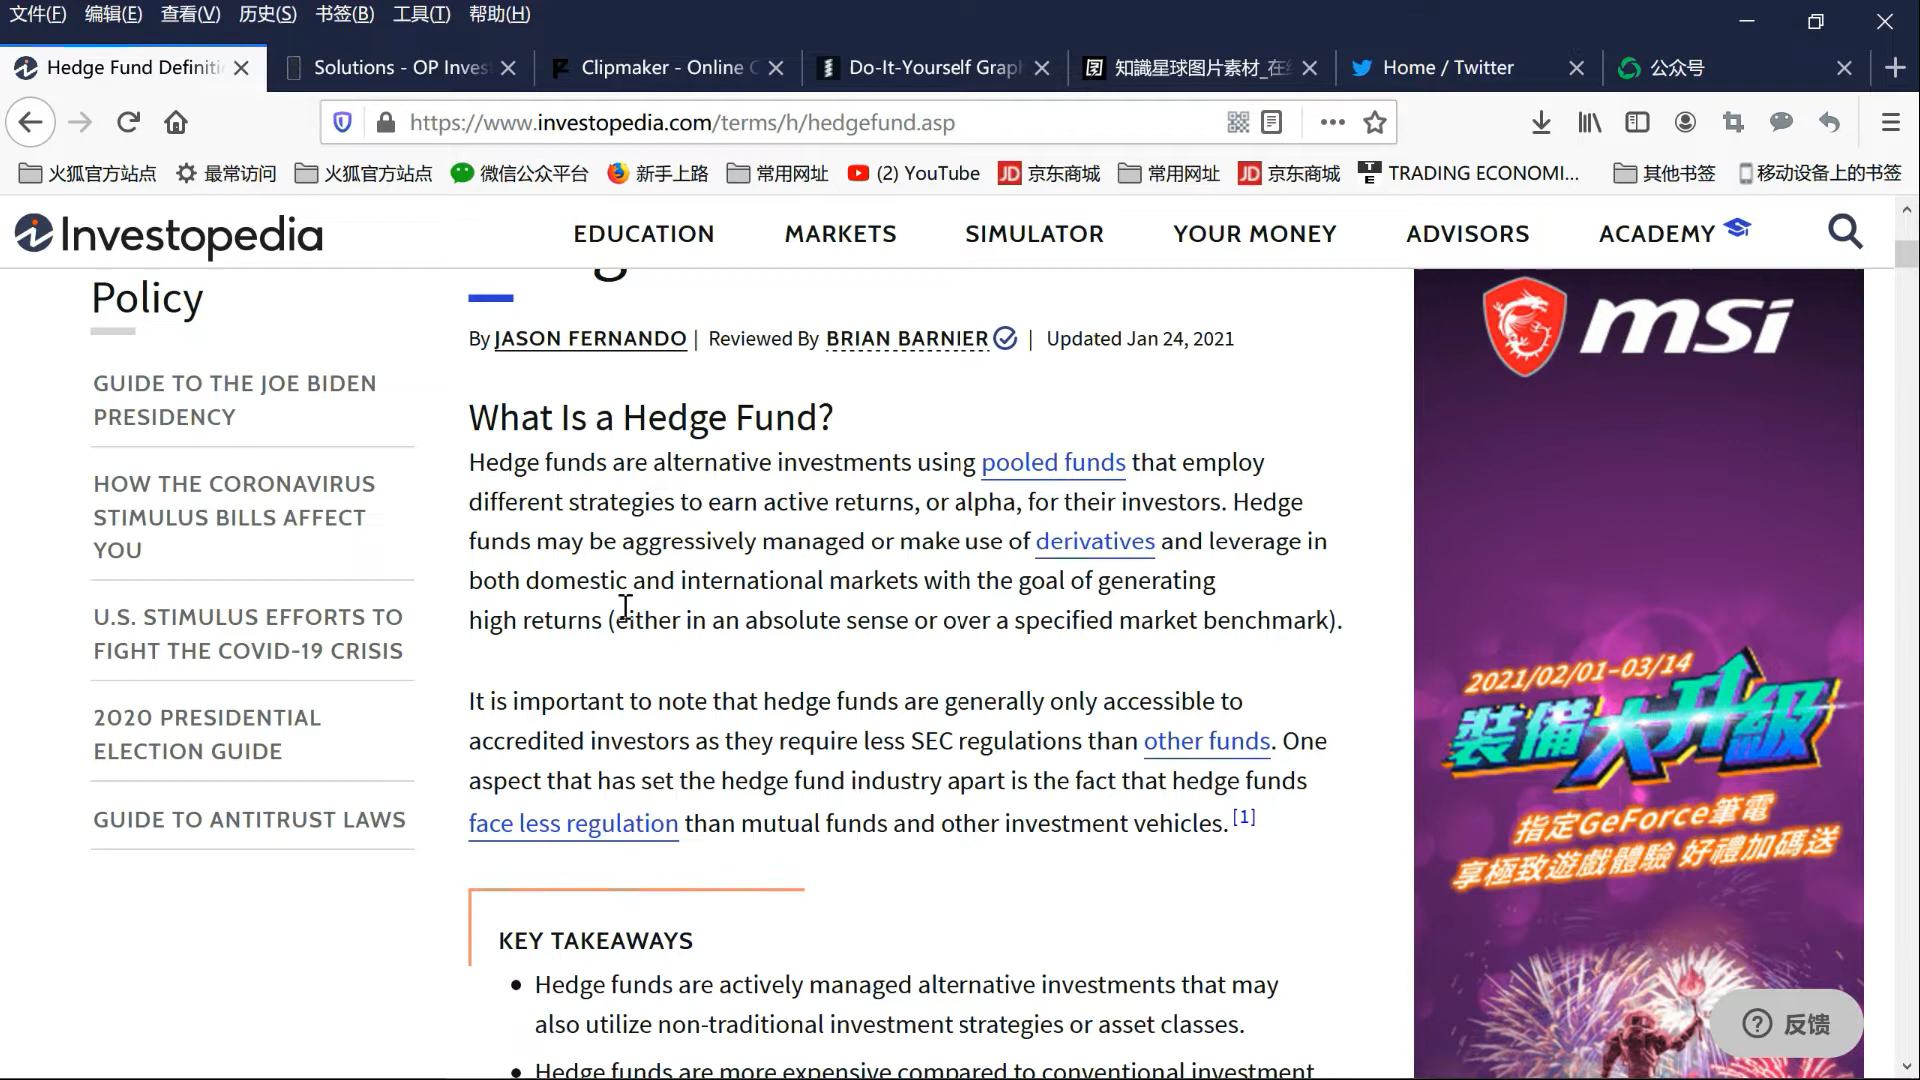 文件(F) 编辑(E) 查看(V) 历史(S) 书签(B) 工具(T) 帮助(H)
Hedge Fund Definiti
Solutions - OP Inves
Clipmaker - Online
Do-It-Yourself Grap
知識星球图片素材_在
Home / Twitter
公众号
https://www.investopedia.com/terms/h/hedgefund.asp
火狐官方站点 最常访问 火狐官方站点 微信公众平台 新手上路 常用网址 (2) YouTube JD 京东商城 常用网址 JD 京东商城 TE TRADING ECONOMI... 其他书签 移动设备上的书签
Investopedia
EDUCATION MARKETS SIMULATOR YOUR MONEY ADVISORS ACADEMY
Policy
GUIDE TO THE JOE BIDEN
PRESIDENCY
HOW THE CORONAVIRUS
STIMULUS BILLS AFFECT
YOU
U.S. STIMULUS EFFORTS TO
FIGHT THE COVID-19 CRISIS
2020 PRESIDENTIAL
ELECTION GUIDE
GUIDE TO ANTITRUST LAWS
By JASON FERNANDO | Reviewed By BRIAN BARNIER | Updated Jan 24, 2021
What Is a Hedge Fund?
Hedge funds are alternative investments using pooled funds that employ
different strategies to earn active returns, or alpha, for their investors. Hedge
funds may be aggressively managed or make use of derivatives and leverage in
both domestic and international markets with the goal of generating
high returns (either in an absolute sense or over a specified market benchmark).
It is important to note that hedge funds are generally only accessible to
accredited investors as they require less SEC regulations than other funds. One
aspect that has set the hedge fund industry apart is the fact that hedge funds
face less regulation than mutual funds and other investment vehicles. [1]
KEY TAKEAWAYS
• Hedge funds are actively managed alternative investments that may
also utilize non-traditional investment strategies or asset classes.
• Hedge funds are more expensive compared to conventional investment
msi
2021/02/01-03/14
裝備大升級
指定GeForce筆電
享極致遊戲體驗 好禮加碼送
反馈